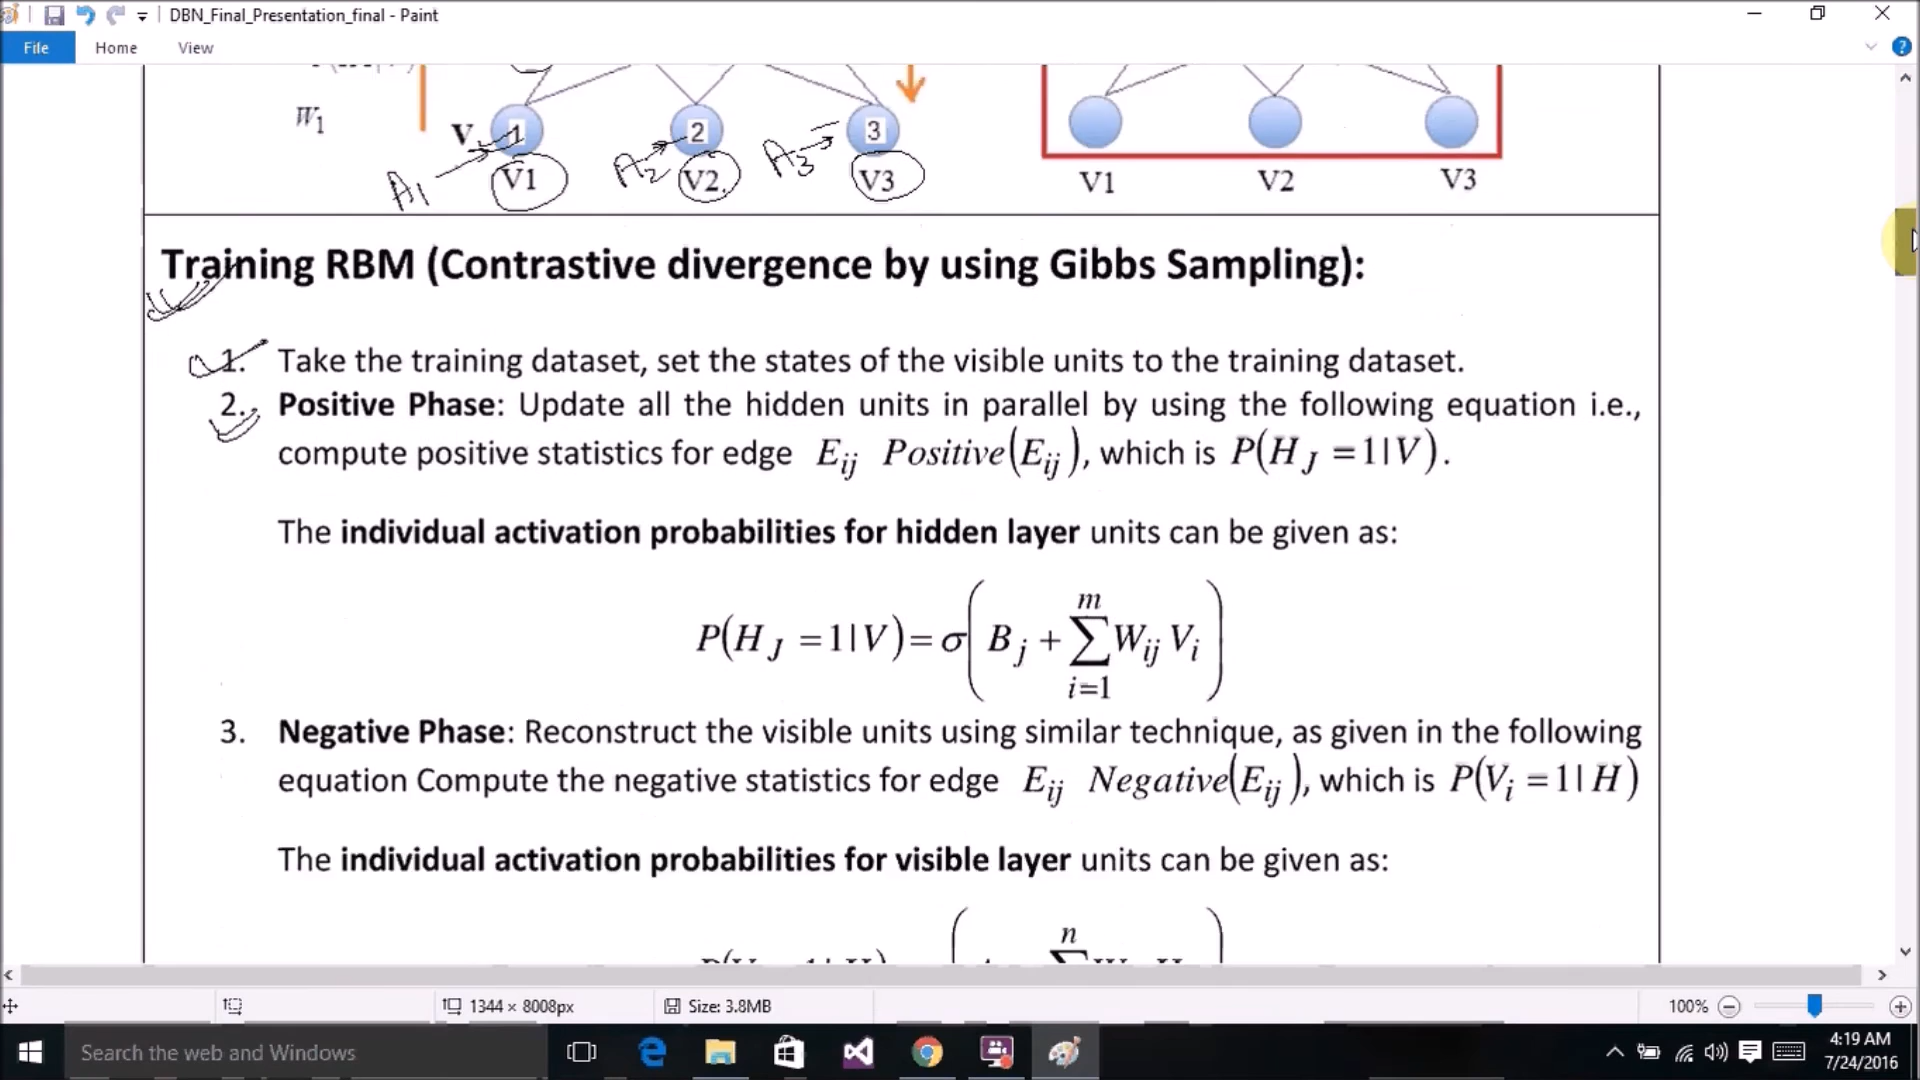 DBN_Final_Presentation_final - Paint
File Home View
W1
V 1 2 3
A1 V1 A2 V2 A3 V3 V1 V2 V3
Training RBM (Contrastive divergence by using Gibbs Sampling):
1. Take the training dataset, set the states of the visible units to the training dataset.
2. Positive Phase: Update all the hidden units in parallel by using the following equation i.e.,
compute positive statistics for edge E_ij Positive(E_ij), which is P(H_J = 1 | V).
The individual activation probabilities for hidden layer units can be given as:
P(H_J = 1 | V) = σ( B_j + ∑_{i=1}^{m} W_ij V_i )
3. Negative Phase: Reconstruct the visible units using similar technique, as given in the following
equation Compute the negative statistics for edge E_ij Negative(E_ij), which is P(V_i = 1 | H)
The individual activation probabilities for visible layer units can be given as:
n
1344 × 8008px Size: 3.8MB 100%
Search the web and Windows 4:19 AM
7/24/2016